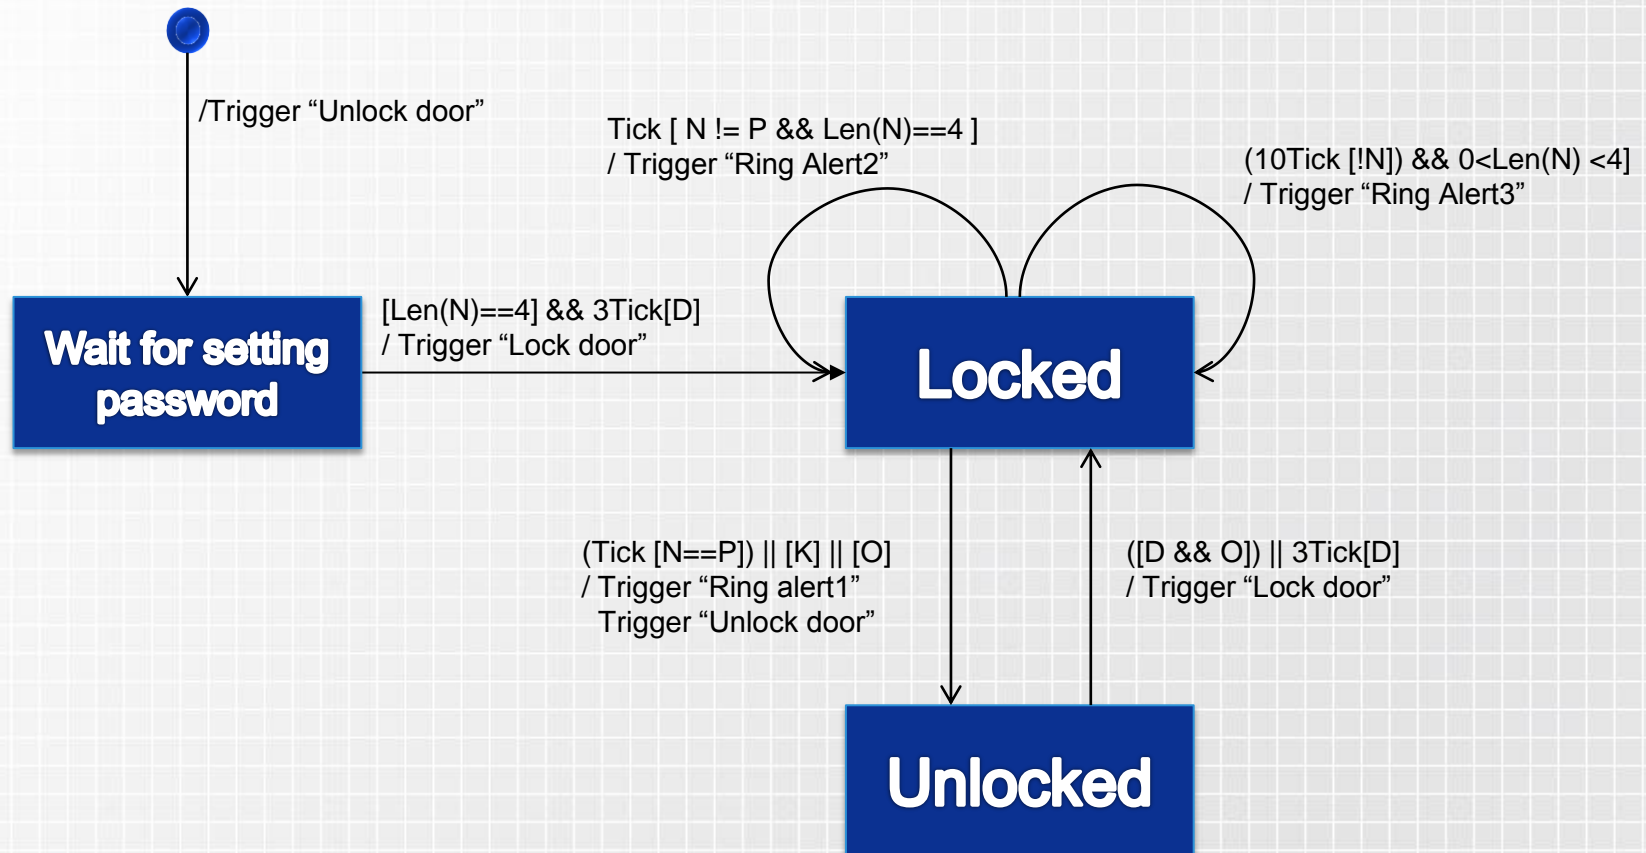 /Trigger “Unlock door”
Tick [ N != P && Len(N)==4 ]
/ Trigger “Ring Alert2”
(10Tick [!N]) && 0<Len(N) <4]
/ Trigger “Ring Alert3”
[Len(N)==4] && 3Tick[D]
/ Trigger “Lock door”
Wait for setting
password
Locked
(Tick [N==P]) || [K] || [O]
/ Trigger “Ring alert1”
Trigger “Unlock door”
([D && O]) || 3Tick[D]
/ Trigger “Lock door”
Unlocked